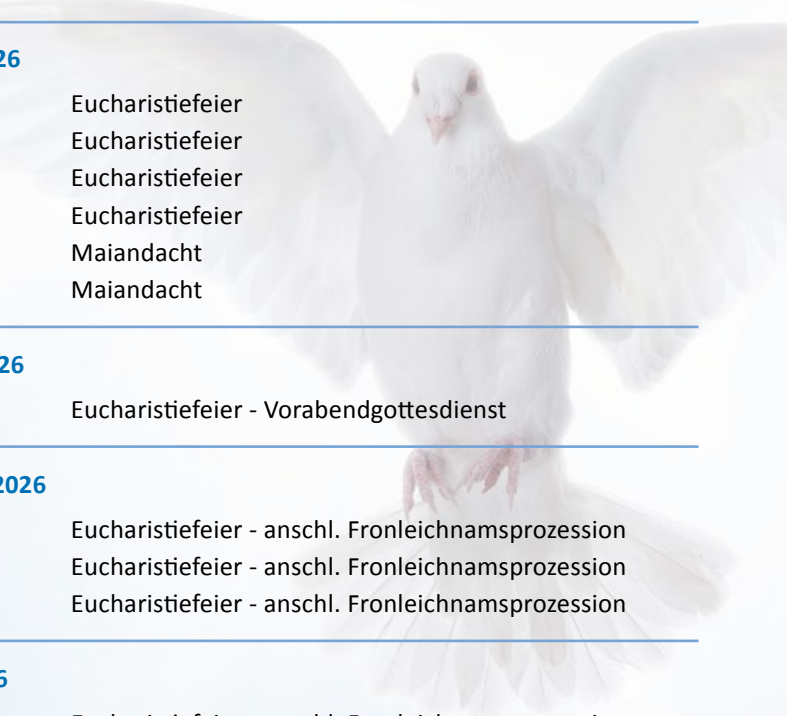 26
Eucharistiefeier
Eucharistiefeier
Eucharistiefeier
Eucharistiefeier
Maiandacht
Maiandacht
26
Eucharistiefeier - Vorabendgottesdienst
2026
Eucharistiefeier - anschl. Fronleichnamsprozession
Eucharistiefeier - anschl. Fronleichnamsprozession
Eucharistiefeier - anschl. Fronleichnamsprozession
6